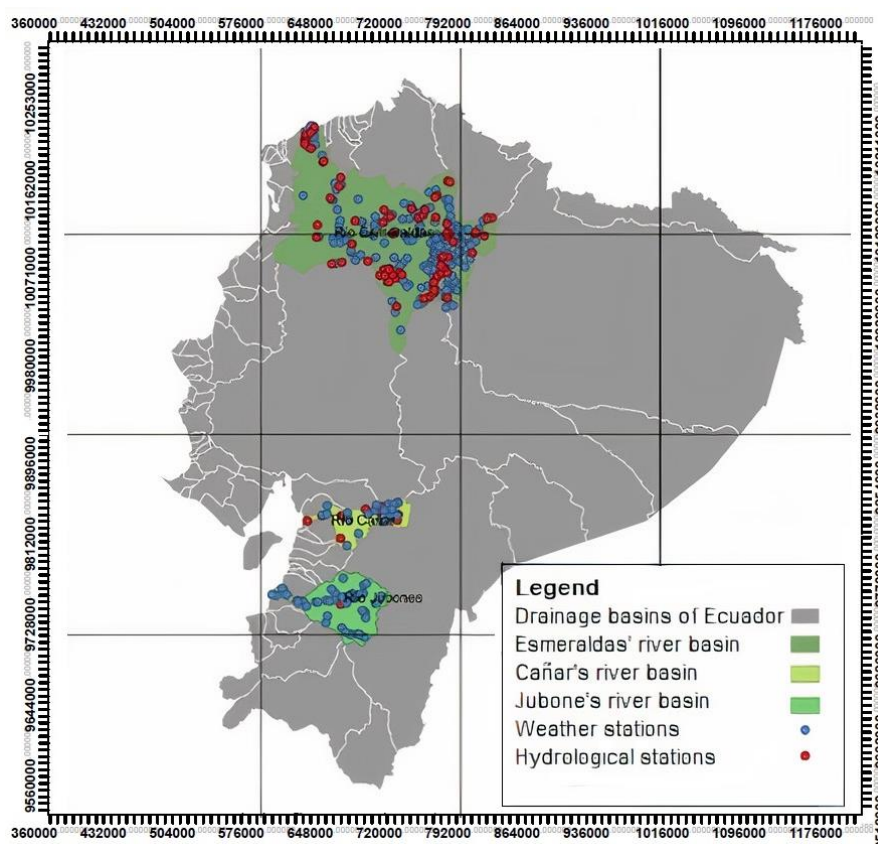 360000 432000 504000 576000 648000 720000 792000 864000 936000 1016000 1096000 1176000
10253000
10162000
10071000
9980000
9896000
9812000
9728000
9644000
9560000
Río Esmeraldas
Río Cañar
Río Jubones
Legend
Drainage basins of Ecuador
Esmeraldas' river basin
Cañar's river basin
Jubone's river basin
Weather stations
Hydrological stations
360000 432000 504000 576000 648000 720000 792000 864000 936000 1016000 1096000 1176000